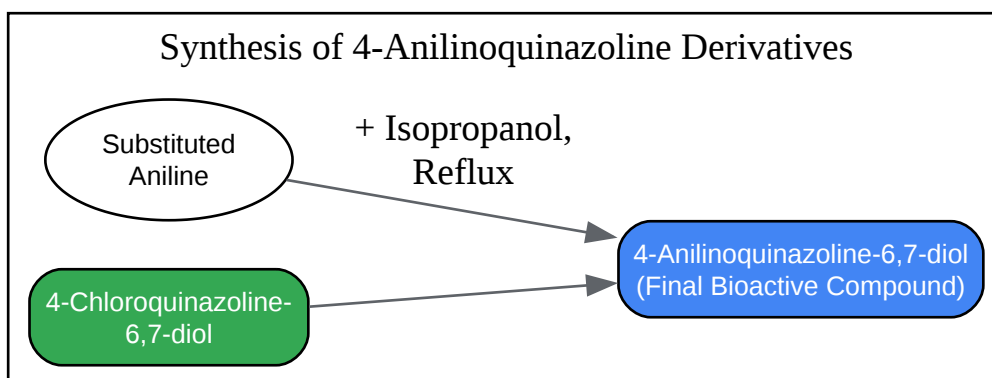 Synthesis of 4-Anilinoquinazoline Derivatives
Substituted
Aniline
+ Isopropanol,
Reflux
4-Chloroquinazoline-
6,7-diol
4-Anilinoquinazoline-6,7-diol
(Final Bioactive Compound)